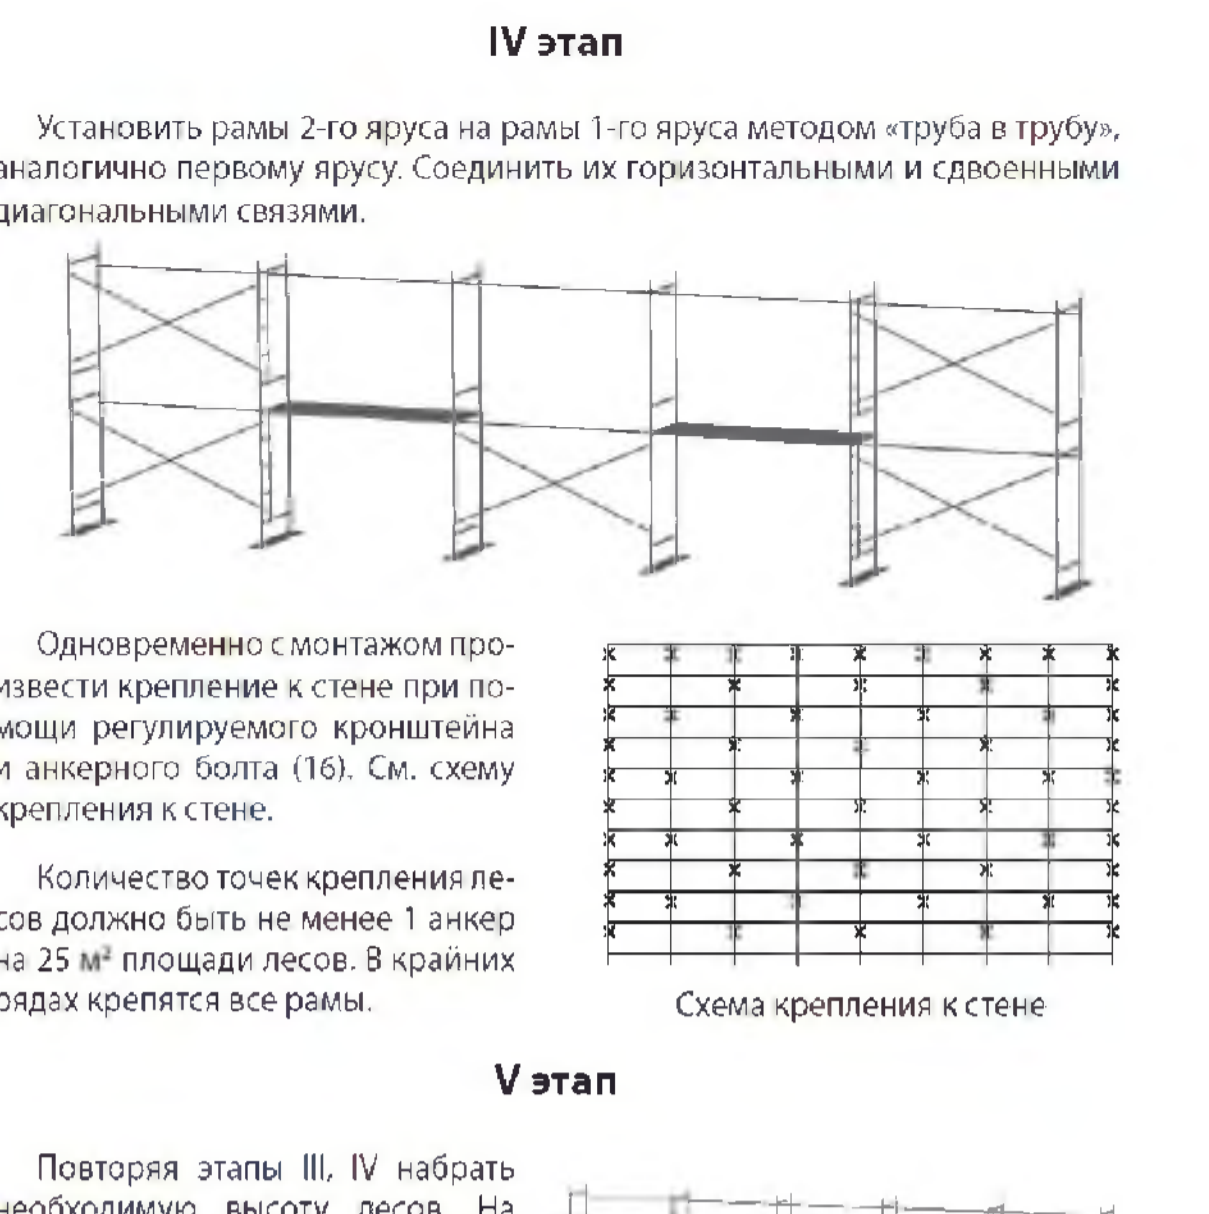 IV этап
Установить рамы 2-го яруса на рамы 1-го яруса методом «труба в трубу»,
аналогично первому ярусу. Соединить их горизонтальными и сдвоенными
диагональными связями.
Одновременно с монтажом про-
извести крепление к стене при по-
мощи регулируемого кронштейна
и анкерного болта (16). См. схему
крепления к стене.
Количество точек крепления ле-
сов должно быть не менее 1 анкер
на 25 м² площади лесов. В крайних
рядах крепятся все рамы.
Схема крепления к стене
V этап
Повторяя этапы III, IV набрать
необходимую высоту лесов. На